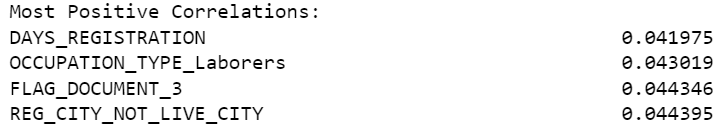 Most Positive Correlations:
DAYS_REGISTRATION 0.041975
OCCUPATION_TYPE_Laborers 0.043019
FLAG_DOCUMENT_3 0.044346
REG_CITY_NOT_LIVE_CITY 0.044395